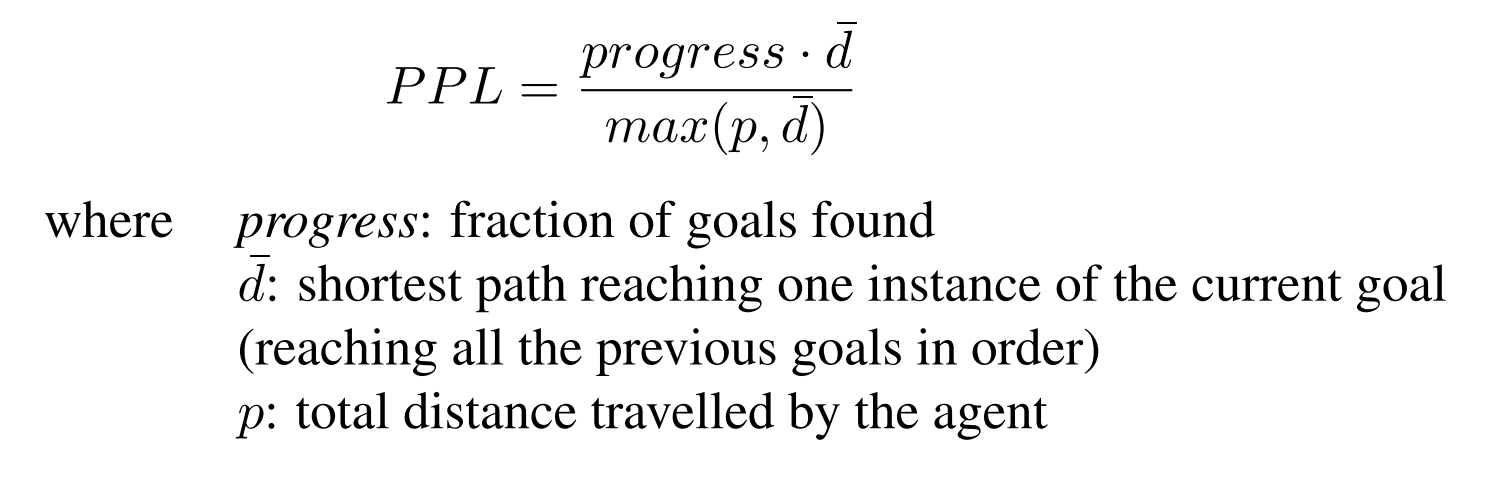 PPL = \frac{progress \cdot \bar{d}}{max(p, \bar{d})}
where progress: fraction of goals found
\bar{d}: shortest path reaching one instance of the current goal
(reaching all the previous goals in order)
p: total distance travelled by the agent